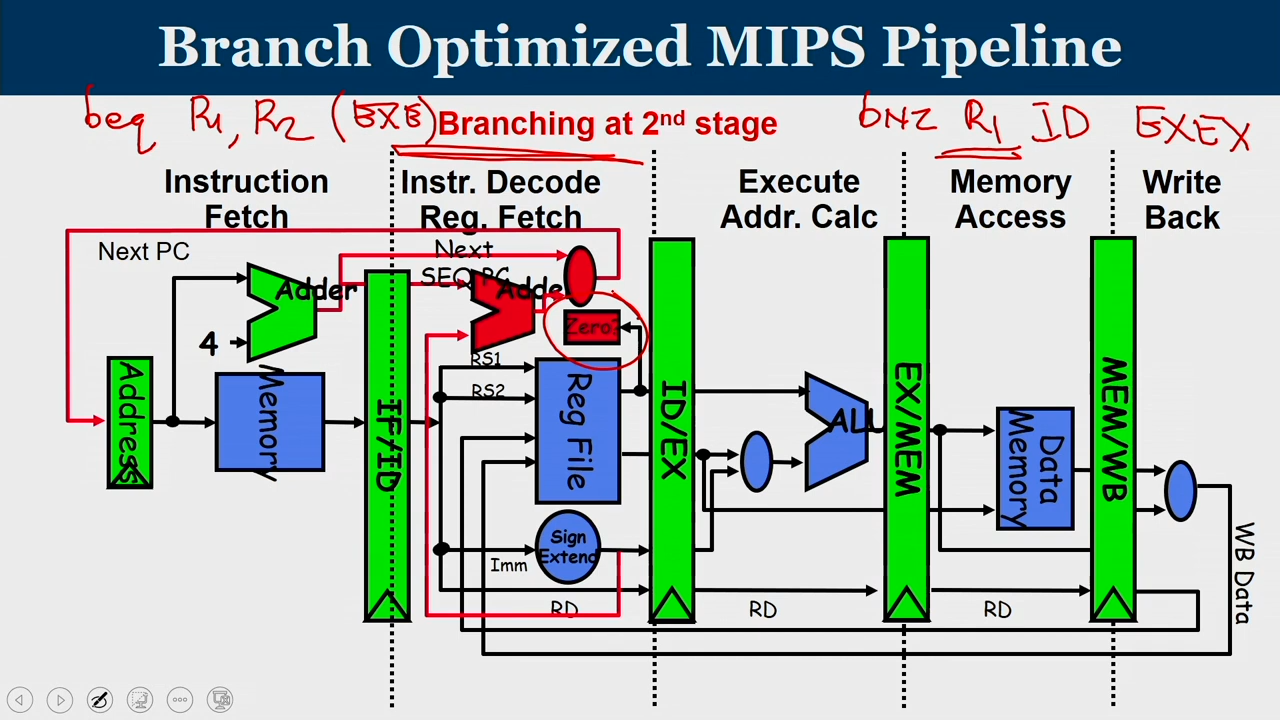 Branch Optimized MIPS Pipeline
beq R1, R2 (EXE) Branching at 2nd stage bnz R1 ID EXEX
Instruction Fetch
Instr. Decode Reg. Fetch
Execute Addr. Calc
Memory Access
Write Back
Next PC
Next SEQ PC
Adder
Adder
4
Zero?
Address
Memory
IF/ID
RS1
RS2
Reg File
ID/EX
ALU
EX/MEM
Data Memory
MEM/WB
Sign Extend
Imm
RD
RD
RD
WB Data